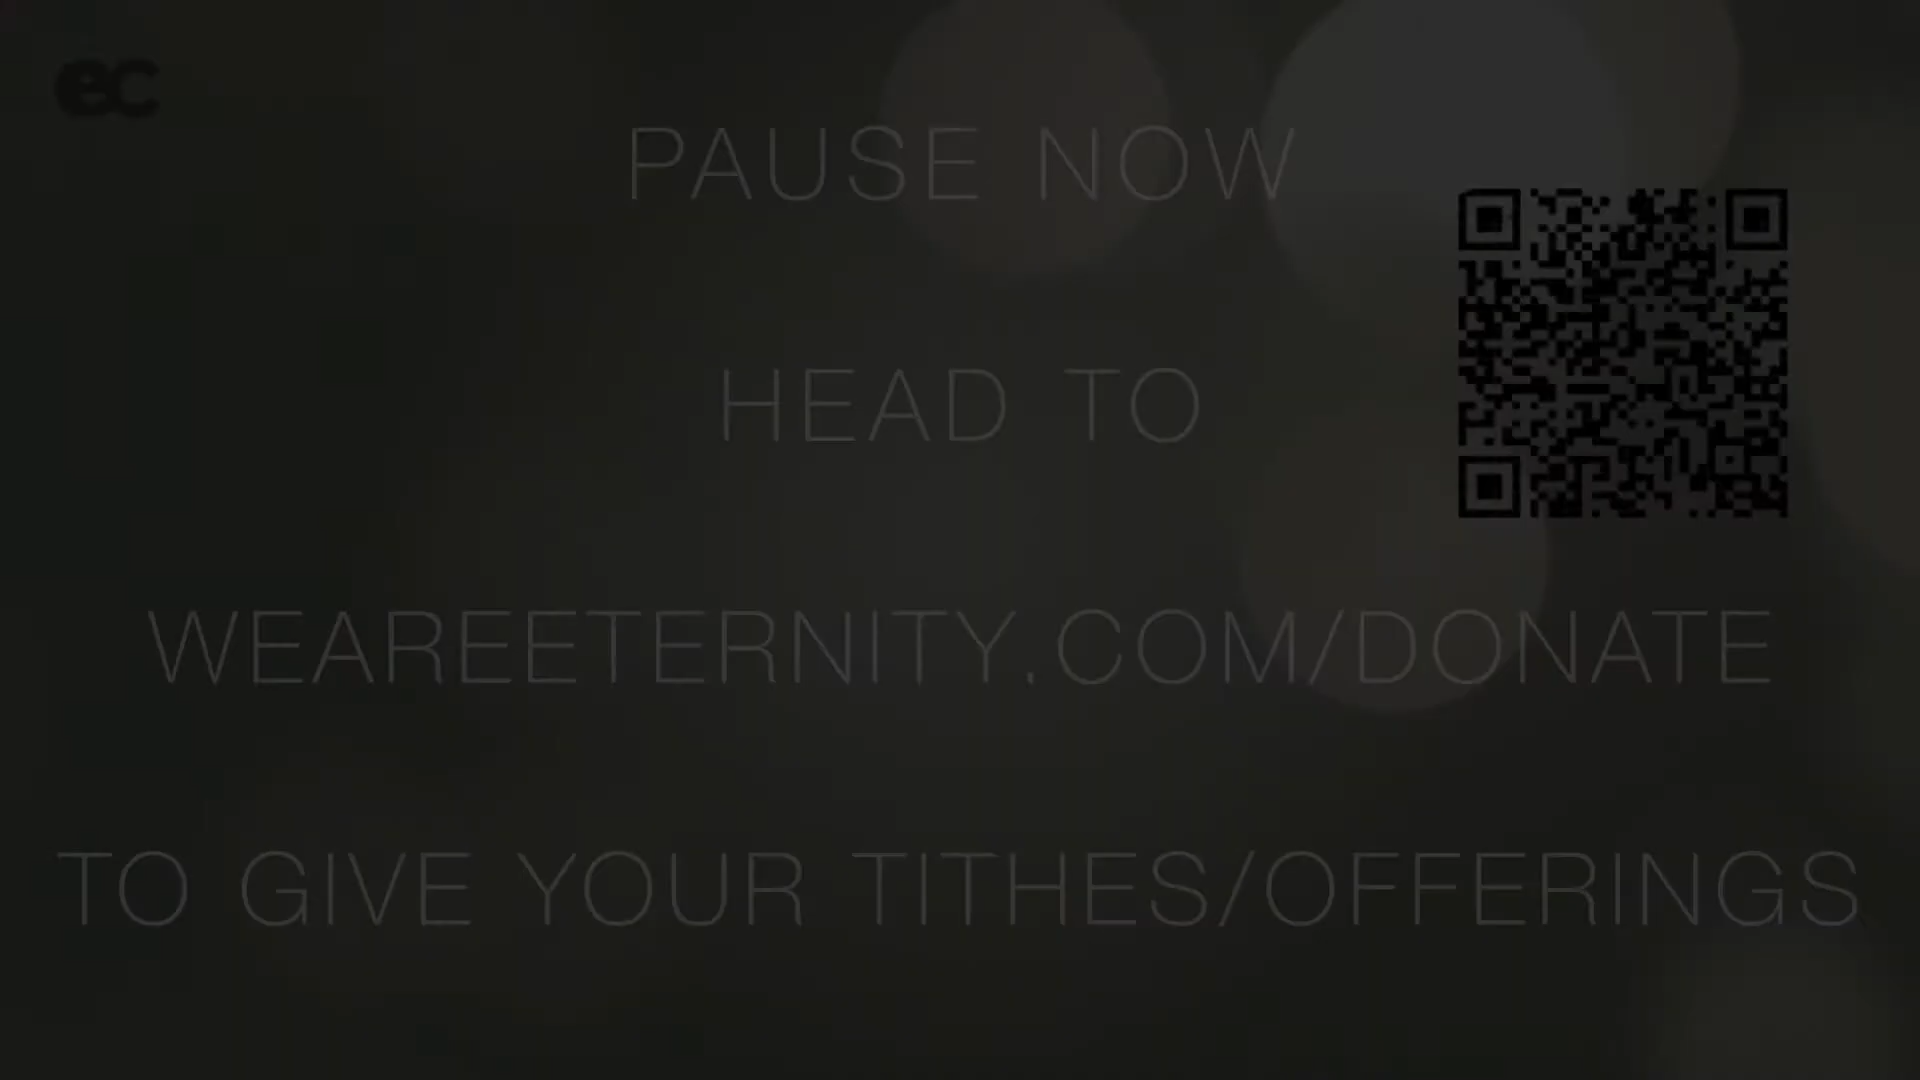 ec
PAUSE NOW
HEAD TO
WEAREETERNITY.COM/DONATE
TO GIVE YOUR TITHES/OFFERINGS